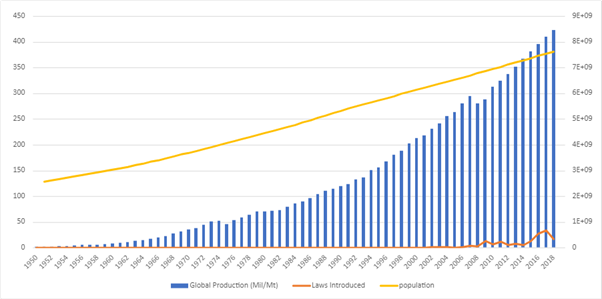 450 9E+09
400 8E+09
350 7E+09
300 6E+09
250 5E+09
200 4E+09
150 3E+09
100 2E+09
50 1E+09
0 0
1950 1952 1954 1956 1958 1960 1962 1964 1966 1968 1970 1972 1974 1976 1978 1980 1982 1984 1986 1988 1990 1992 1994 1996 1998 2000 2002 2004 2006 2008 2010 2012 2014 2016 2018
Global Production (Mil/Mt) Laws Introduced population